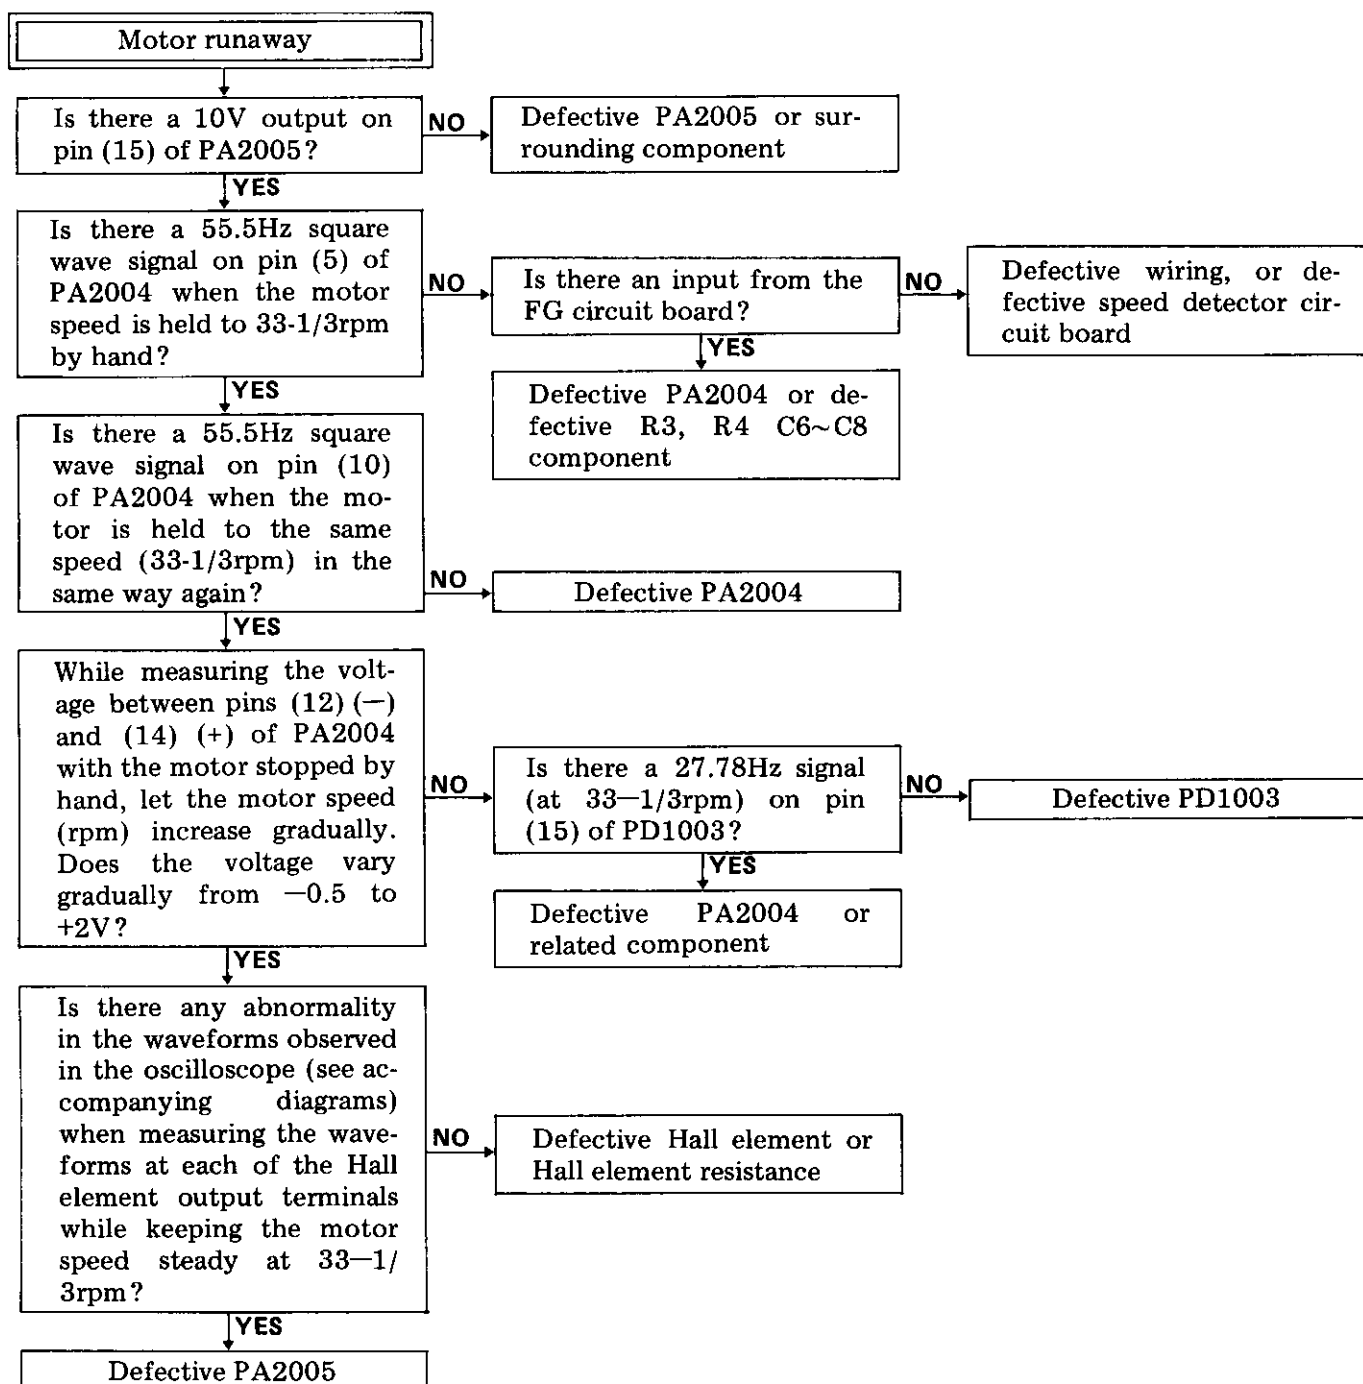 Motor runaway
Is there a 10V output on
pin (15) of PA2005?
NO
Defective PA2005 or sur-
rounding component
YES
Is there a 55.5Hz square
wave signal on pin (5) of
PA2004 when the motor
speed is held to 33-1/3rpm
by hand?
NO
Is there an input from the
FG circuit board?
NO
Defective wiring, or de-
fective speed detector cir-
cuit board
YES
Defective PA2004 or de-
fective R3, R4 C6~C8
component
YES
Is there a 55.5Hz square
wave signal on pin (10)
of PA2004 when the mo-
tor is held to the same
speed (33-1/3rpm) in the
same way again?
NO
Defective PA2004
YES
While measuring the volt-
age between pins (12) (—)
and (14) (+) of PA2004
with the motor stopped by
hand, let the motor speed
(rpm) increase gradually.
Does the voltage vary
gradually from —0.5 to
+2V?
NO
Is there a 27.78Hz signal
(at 33—1/3rpm) on pin
(15) of PD1003?
NO
Defective PD1003
YES
Defective PA2004 or
related component
YES
Is there any abnormality
in the waveforms observed
in the oscilloscope (see ac-
companying diagrams)
when measuring the wave-
forms at each of the Hall
element output terminals
while keeping the motor
speed steady at 33—1/
3rpm?
NO
Defective Hall element or
Hall element resistance
YES
Defective PA2005